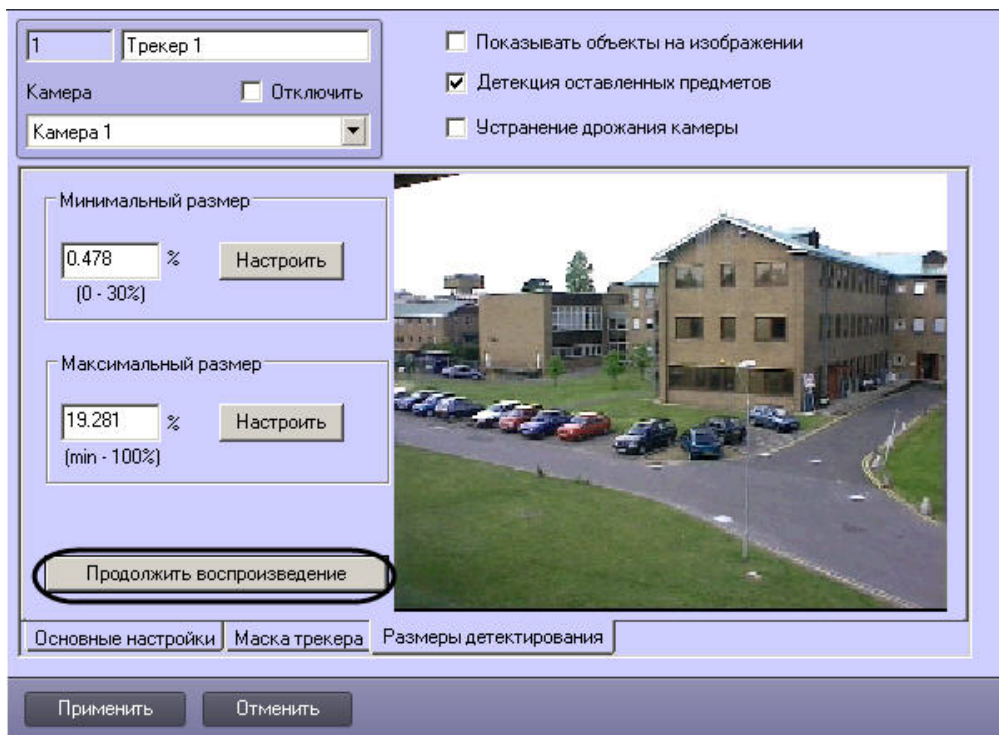 1
Трекер 1
Камера
Отключить
Камера 1
Показывать объекты на изображении
Детекция оставленных предметов
Устранение дрожания камеры
Минимальный размер
0.478 %
Настроить
(0 - 30%)
Максимальный размер
19.281 %
Настроить
(min - 100%)
Продолжить воспроизведение
Основные настройки
Маска трекера
Размеры детектирования
Применить
Отменить